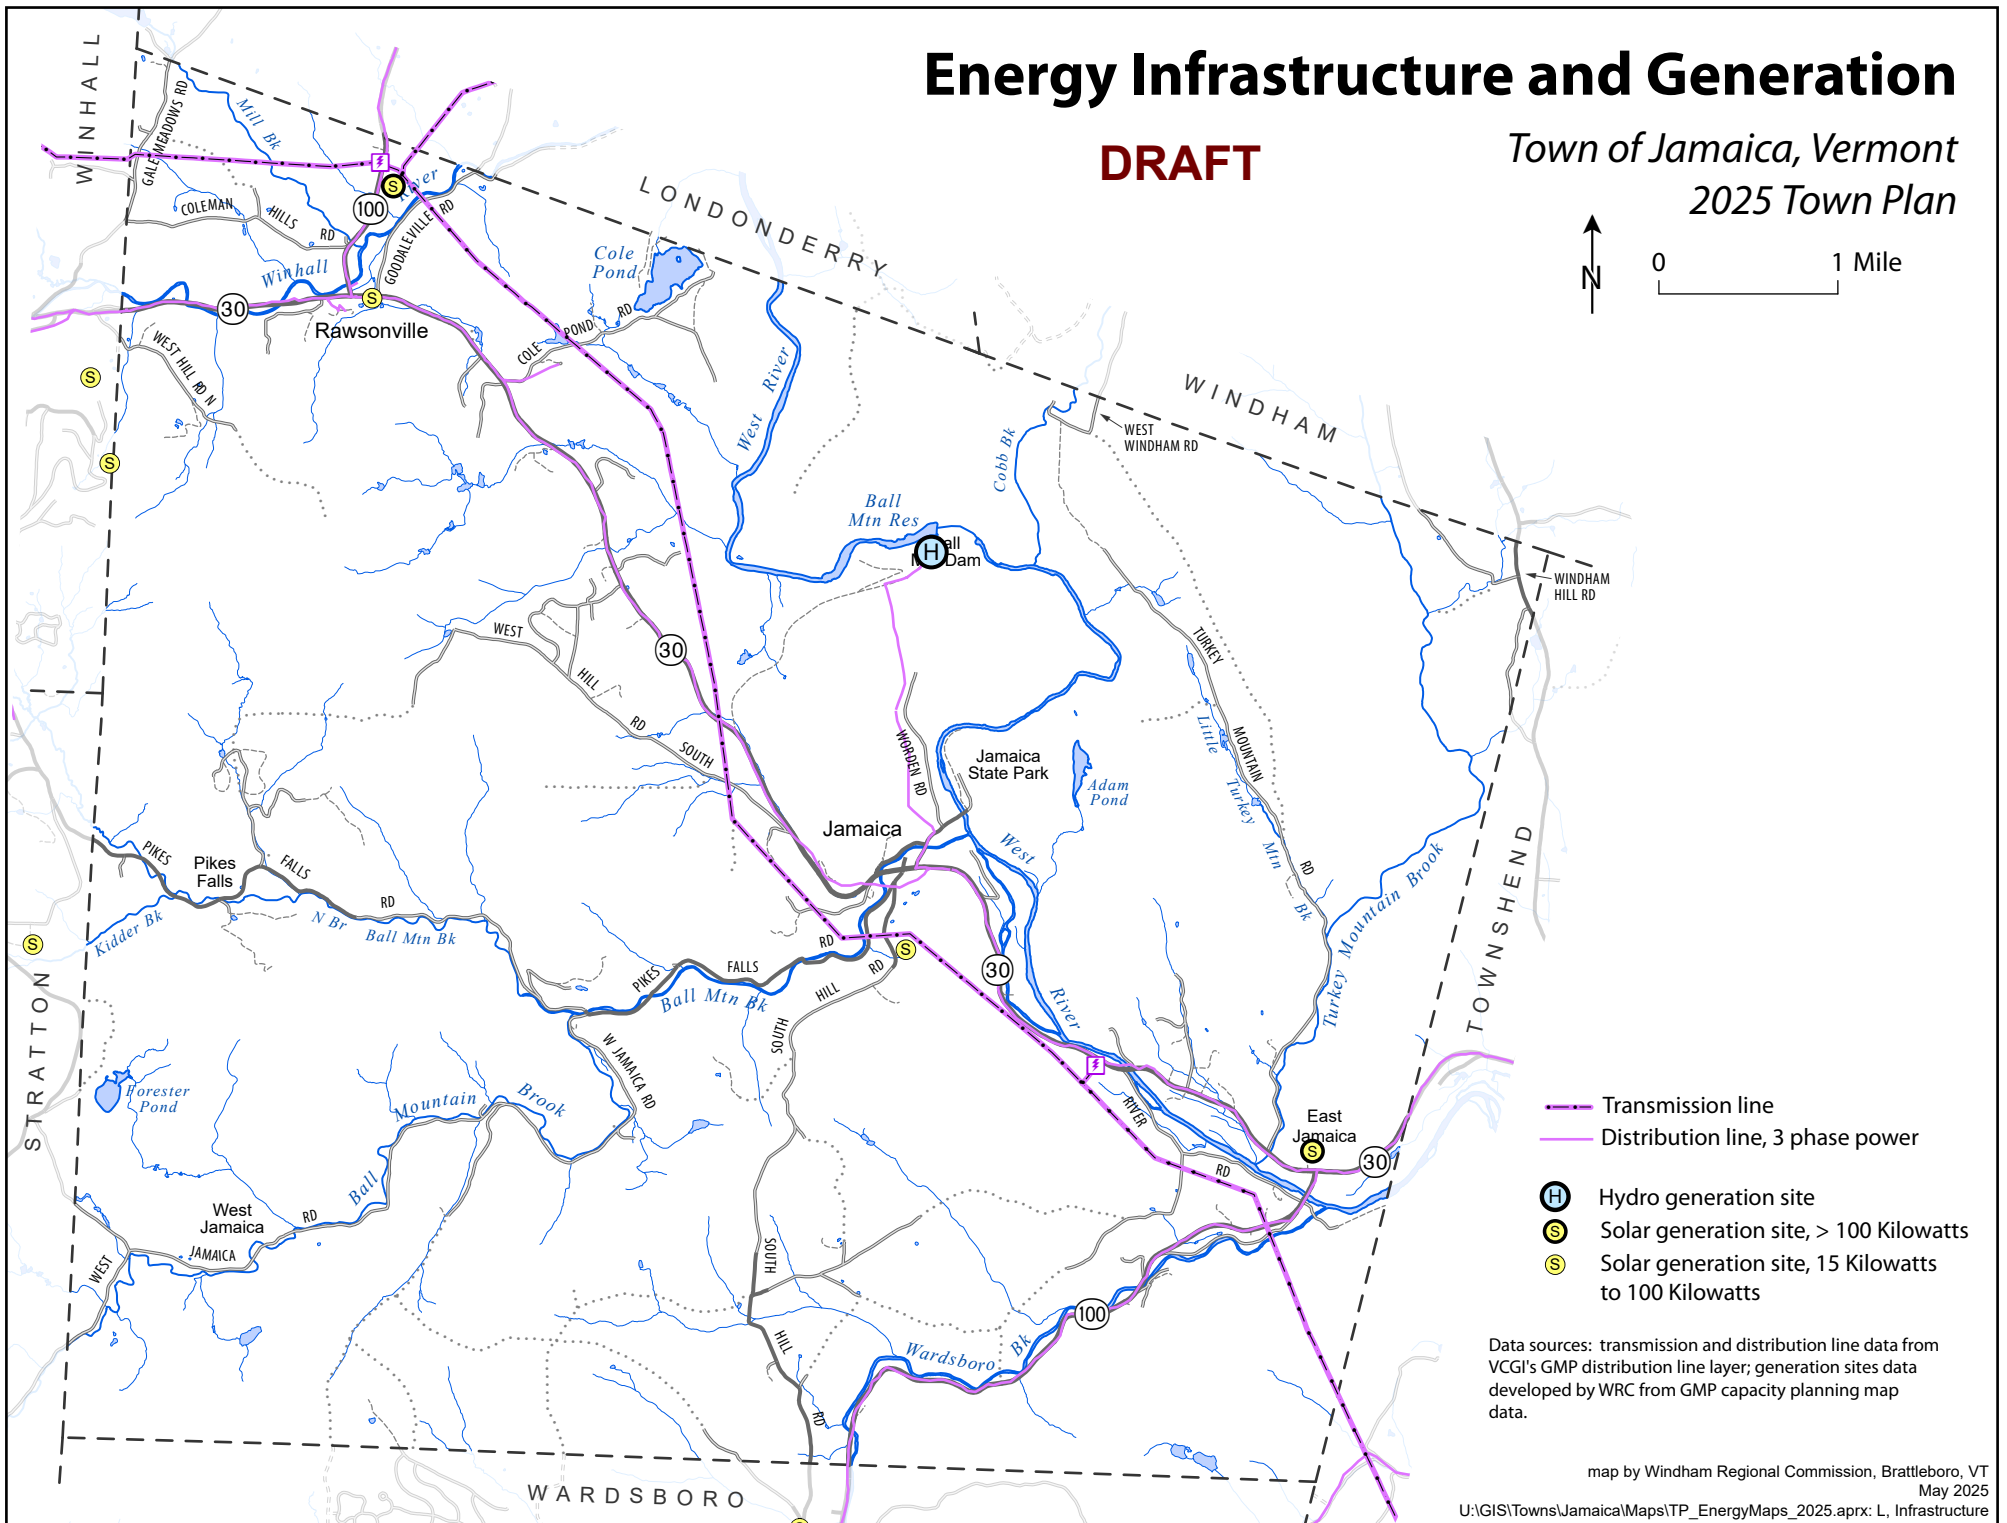 Energy Infrastructure and Generation
DRAFT
Town of Jamaica, Vermont
2025 Town Plan
N
0 1 Mile
WINHALL
LONDONDERRY
WINDHAM
TOWNSHEND
STRATTON
WARDSBORO
GALE MEADOWS RD
Mill Bk
COLEMAN HILLS RD
100
River
GOODALEVILLE RD
Winhall
30
Rawsonville
S
S
S
S
WEST HILL RD N
Cole
Pond
COLE POND RD
West River
WEST
WINDHAM RD
Cobb Bk
Ball
Mtn Res
H
all
Dam
WINDHAM
HILL RD
WEST HILL RD SOUTH
30
TURKEY MOUNTAIN RD
Little Turkey Mtn Bk
WORDEN RD
Jamaica
State Park
Adam
Pond
Jamaica
West River
PIKES FALLS RD
Pikes
Falls
Kidder Bk
N Br
Ball Mtn Bk
S
PIKES FALLS RD
Ball Mtn Bk
S
SOUTH HILL RD
30
Turkey Mountain Brook
W JAMAICA RD
Forester
Pond
Ball Mountain Brook
RIVER RD
East
Jamaica
S
30
West
Jamaica
WEST JAMAICA RD
SOUTH HILL RD
100
Wardsboro Bk
Transmission line
Distribution line, 3 phase power
H Hydro generation site
S Solar generation site, > 100 Kilowatts
S Solar generation site, 15 Kilowatts
to 100 Kilowatts
Data sources: transmission and distribution line data from
VCGI's GMP distribution line layer; generation sites data
developed by WRC from GMP capacity planning map
data.
map by Windham Regional Commission, Brattleboro, VT
May 2025
U:\GIS\Towns\Jamaica\Maps\TP_EnergyMaps_2025.aprx: L, Infrastructure